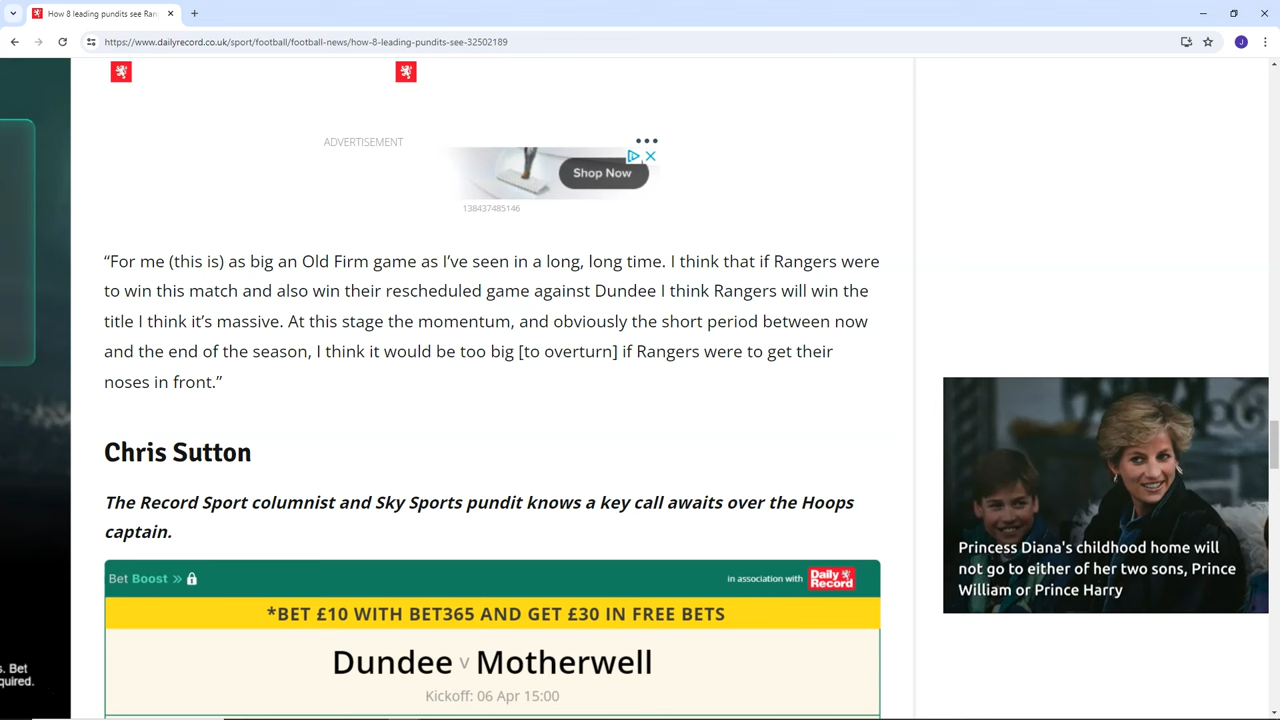 How 8 leading pundits see Ran
https://www.dailyrecord.co.uk/sport/football/football-news/how-8-leading-pundits-see-32502189
J
ADVERTISEMENT
Shop Now
138437485146
“For me (this is) as big an Old Firm game as I’ve seen in a long, long time. I think that if Rangers were
to win this match and also win their rescheduled game against Dundee I think Rangers will win the
title I think it’s massive. At this stage the momentum, and obviously the short period between now
and the end of the season, I think it would be too big [to overturn] if Rangers were to get their
noses in front.”
Chris Sutton
The Record Sport columnist and Sky Sports pundit knows a key call awaits over the Hoops
captain.
Bet Boost »
in association with Daily Record
*BET £10 WITH BET365 AND GET £30 IN FREE BETS
Dundee v Motherwell
Kickoff: 06 Apr 15:00
Princess Diana's childhood home will
not go to either of her two sons, Prince
William or Prince Harry
s. Bet
quired.